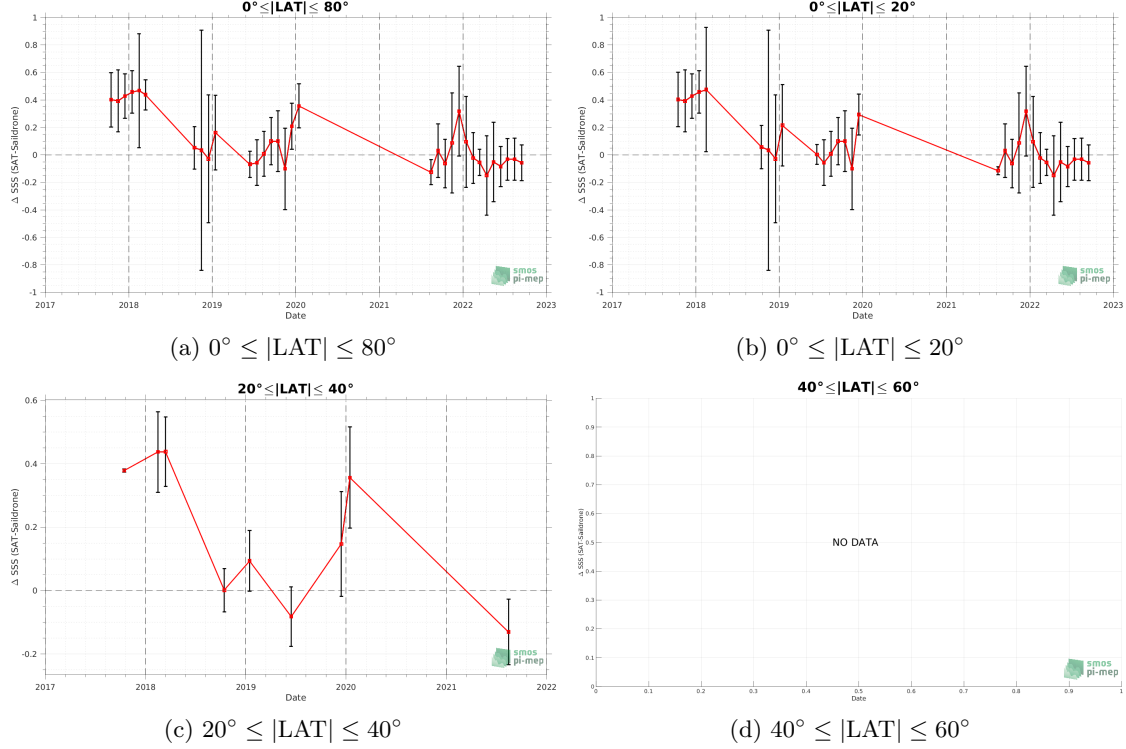 0°≤|LAT|≤ 80°
Δ SSS (SAT-Saildrone)
1
0.8
0.6
0.4
0.2
0
-0.2
-0.4
-0.6
-0.8
-1
2017 2018 2019 2020 2021 2022 2023
Date
smos
pi-mep
(a) 0° ≤ |LAT| ≤ 80°
0°≤|LAT|≤ 20°
Δ SSS (SAT-Saildrone)
1
0.8
0.6
0.4
0.2
0
-0.2
-0.4
-0.6
-0.8
-1
2017 2018 2019 2020 2021 2022 2023
Date
smos
pi-mep
(b) 0° ≤ |LAT| ≤ 20°
20°≤|LAT|≤ 40°
Δ SSS (SAT-Saildrone)
0.6
0.4
0.2
0
-0.2
2017 2018 2019 2020 2021 2022
Date
smos
pi-mep
(c) 20° ≤ |LAT| ≤ 40°
40°≤|LAT|≤ 60°
Δ SSS (SAT-Saildrone)
1
0.9
0.8
0.7
0.6
0.5
0.4
0.3
0.2
0.1
0
NO DATA
0 0.1 0.2 0.3 0.4 0.5 0.6 0.7 0.8 0.9 1
Date
smos
pi-mep
(d) 40° ≤ |LAT| ≤ 60°